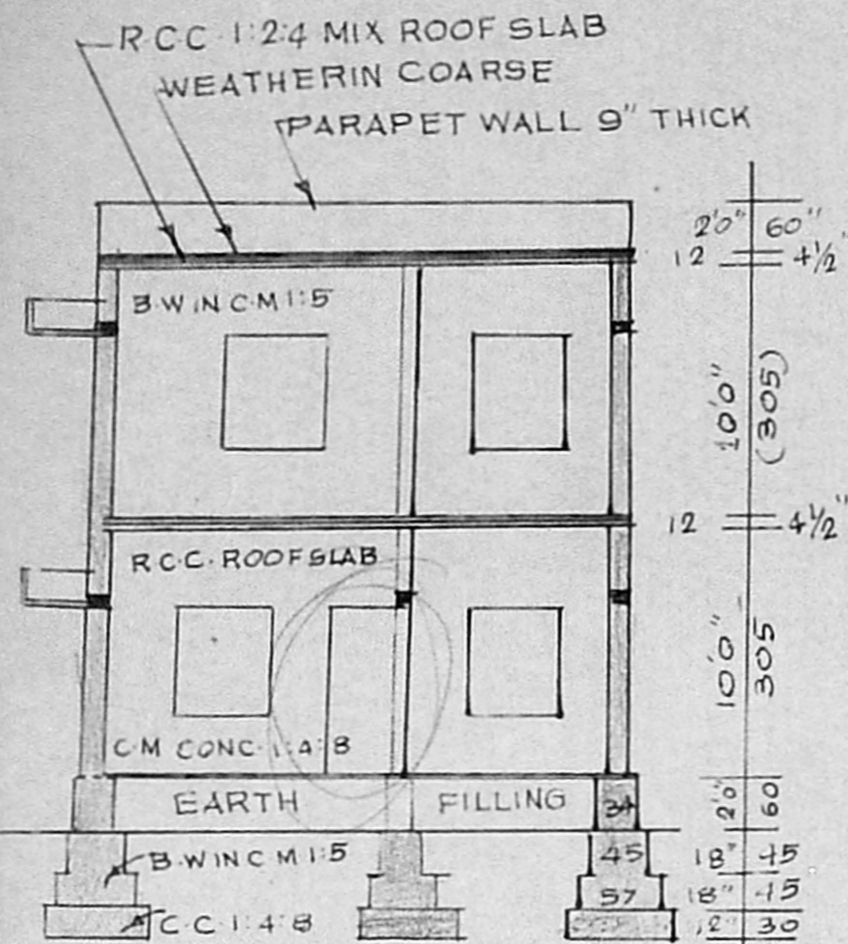 R.C.C 1:2:4 MIX ROOF SLAB
WEATHERIN COARSE
PARAPET WALL 9" THICK
2'0" 60"
12 4½"
B.W IN C.M 1:5
10'0" (305)
12 4½"
R.C.C. ROOF SLAB
10'0" 305
C.M CONC. 1:4:8
EARTH FILLING 34 2'0" 60
B.W IN C M 1:5 45 18" 45
57 18" 45
C.C 1:4:8 12" 30